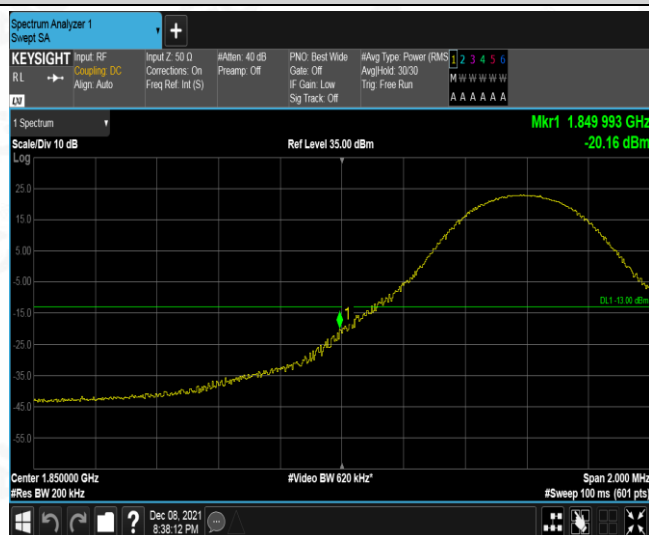 Spectrum Analyzer 1
Swept SA
+
KEYSIGHT
RL
Input: RF
Coupling: DC
Align: Auto
Input Z: 50 Ω
Corrections: On
Freq Ref: Int (S)
#Atten: 40 dB
Preamp: Off
PNO: Best Wide
Gate: Off
IF Gain: Low
Sig Track: Off
#Avg Type: Power (RMS
Avg|Hold: 30/30
Trig: Free Run
1 2 3 4 5 6
M W W W W W
A A A A A A
LXI
1 Spectrum
Mkr1 1.849 993 GHz
Scale/Div 10 dB
Ref Level 35.00 dBm
-20.16 dBm
Log
25.0
15.0
5.00
-5.00
DL1 -13.00 dBm
1
-15.0
-25.0
-35.0
-45.0
-55.0
Center 1.850000 GHz
#Video BW 620 kHz*
Span 2.000 MHz
#Res BW 200 kHz
#Sweep 100 ms (601 pts)
?
Dec 08, 2021
8:38:12 PM